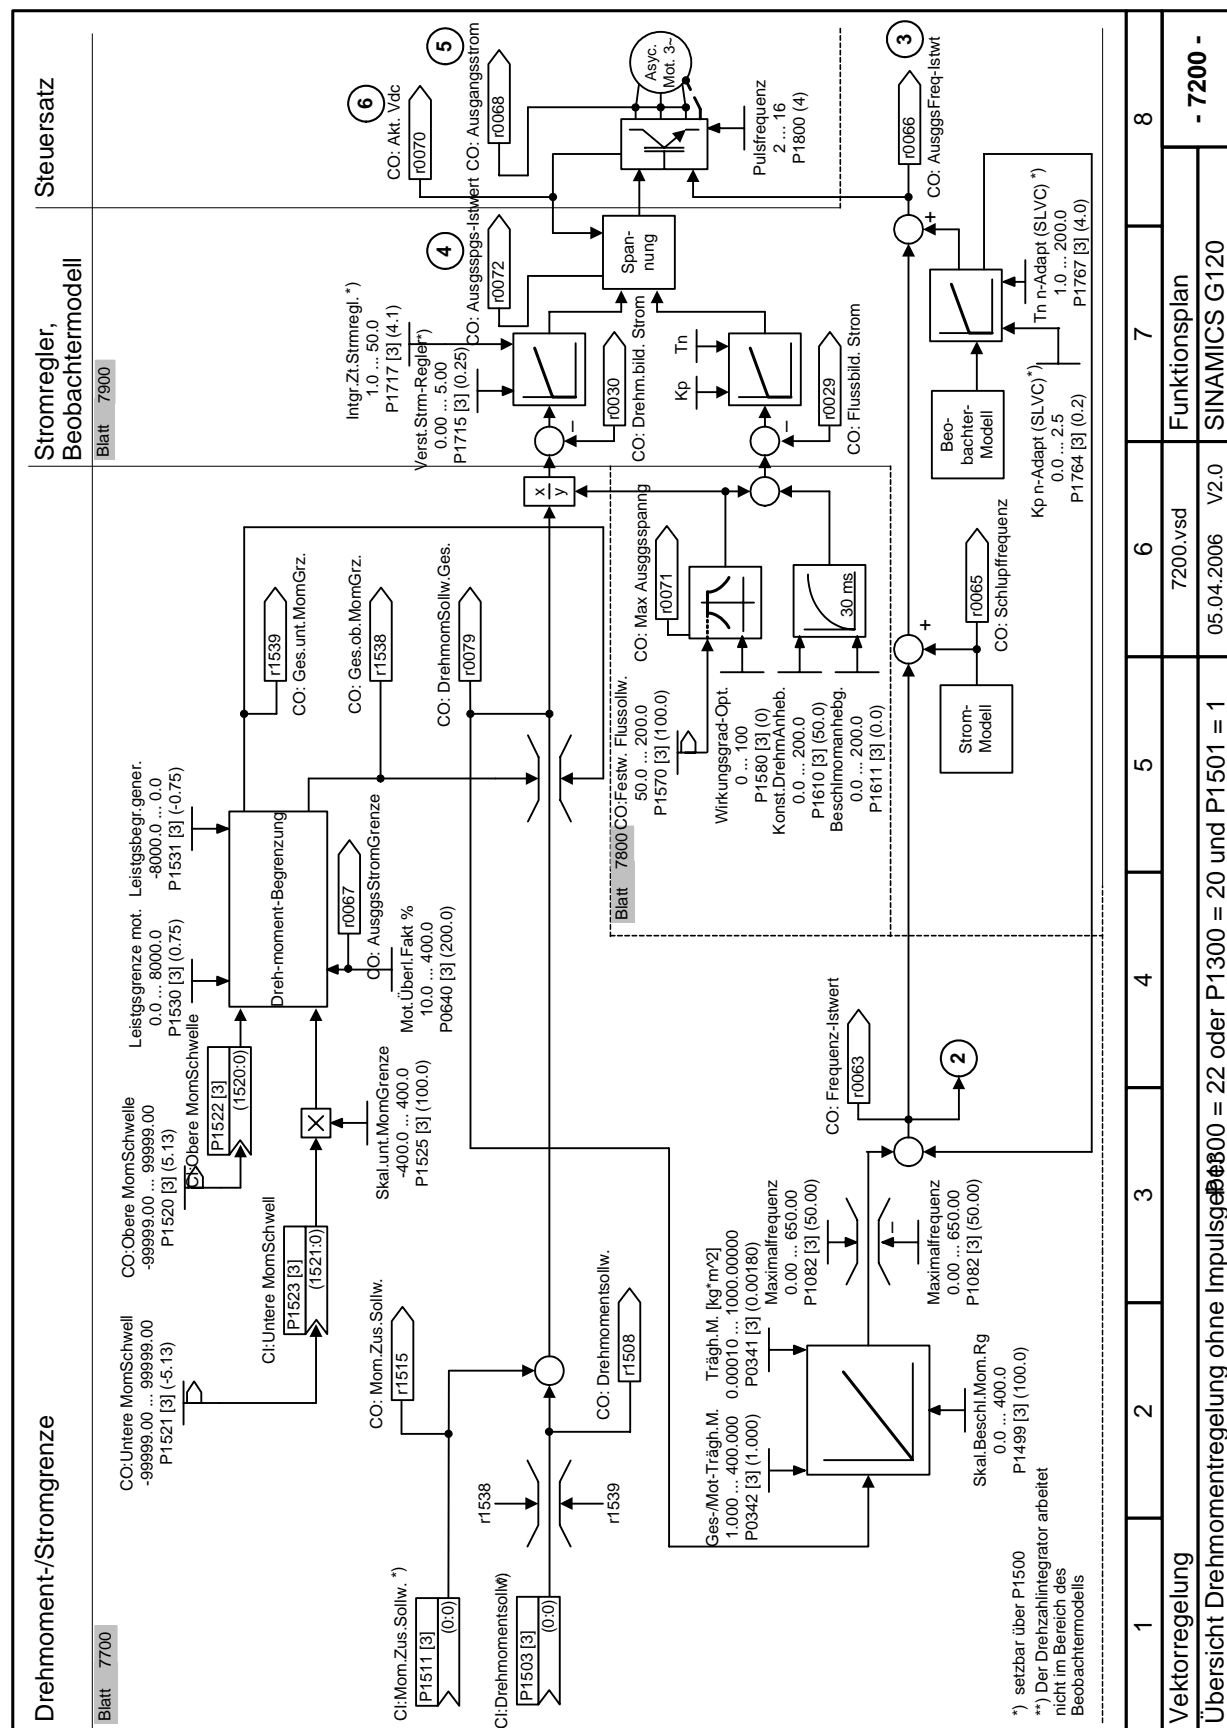 Drehmoment-/Stromgrenze
Stromregler,
Beobachtermodell
Steuersatz
Blatt 7700
Blatt 7900
CO:Untere MomSchwell
-99999.00 ... 99999.00
P1521 [3] (-5.13)
CO:Obere MomSchwelle
-99999.00 ... 99999.00
P1520 [3] (5.13)
CI:Obere MomSchwelle
P1522 [3]
(1520:0)
CI:Untere MomSchwell
P1523 [3]
(1521:0)
Skal.unt.MomGrenze
-400.0 ... 400.0
P1525 [3] (100.0)
Leistgsgrenze mot.
0.0 ... 8000.0
P1530 [3] (0.75)
Leistgsbegr.gener.
-8000.0 ... 0.0
P1531 [3] (-0.75)
Dreh-moment-Begrenzung
r0067
CO: AusggsStromGrenze
Mot.Überl.Fakt %
10.0 ... 400.0
P0640 [3] (200.0)
r1539
CO: Ges.unt.MomGrz.
CO: Ges.ob.MomGrz.
r1538
CO: DrehmomSollw.Ges.
r0079
Intgr.Zt.Strmregl. *)
1.0 ... 50.0
P1717 [3] (4.1)
Verst.Strm-Regler*)
0.00 ... 5.00
P1715 [3] (0.25)
x
y
–
r0030
CO: Drehm.bild. Strom
4
r0072
CO: Ausgsspgs-Istwert
Span-
nung
6
CO: Akt. Vdc
r0070
5
r0068
CO: Ausgangsstrom
Asyc.
Mot. 3~
Pulsfrequenz
2 ... 16
P1800 (4)
Kp
Tn
–
r0029
CO: Flussbild. Strom
CI:Mom.Zus.Sollw. *)
P1511 [3]
(0:0)
CO: Mom.Zus.Sollw.
r1515
CI:Drehmomentsollw*)
P1503 [3]
(0:0)
r1538
r1539
CO: Drehmomentsollw.
r1508
Blatt 7800
CO:Festw. Flussollw.
50.0 ... 200.0
P1570 [3] (100.0)
Wirkungsgrad-Opt.
0 ... 100
P1580 [3] (0)
Konst.DrehmAnheb.
0.0 ... 200.0
P1610 [3] (50.0)
Beschlmomanhebg.
0.0 ... 200.0
P1611 [3] (0.0)
CO: Max Ausggsspanng
r0071
30 ms
Ges-/Mot-Trägh.M.
1.000 ... 400.000
P0342 [3] (1.000)
Trägh.M. [kg*m^2]
0.00010 ... 1000.00000
P0341 [3] (0.00180)
Skal.Beschl.Mom.Rg
0.0 ... 400.0
P1499 [3] (100.0)
Maximalfrequenz
0.00 ... 650.00
P1082 [3] (50.00)
–
Maximalfrequenz
0.00 ... 650.00
P1082 [3] (50.00)
CO: Frequenz-Istwert
r0063
2
Strom-
Modell
+
r0065
CO: Schlupffrequenz
Beo-
bachter-
Modell
Kp n-Adapt (SLVC)*)
0.0 ... 2.5
P1764 [3] (0.2)
Tn n-Adapt (SLVC) *)
1.0 ... 200.0
P1767 [3] (4.0)
+
3
r0066
CO: AusggsFreq-Istwt
*) setzbar über P1500
**) Der Drehzahlintegrator arbeitet
nicht im Bereich des
Beobachtermodells
1 2 3 4 5 6 7 8
Vektorregelung
7200.vsd
Funktionsplan
- 7200 -
Übersicht Drehmomentregelung ohne Impulsgeber
P1300 = 22 oder P1300 = 20 und P1501 = 1
05.04.2006 V2.0
SINAMICS G120